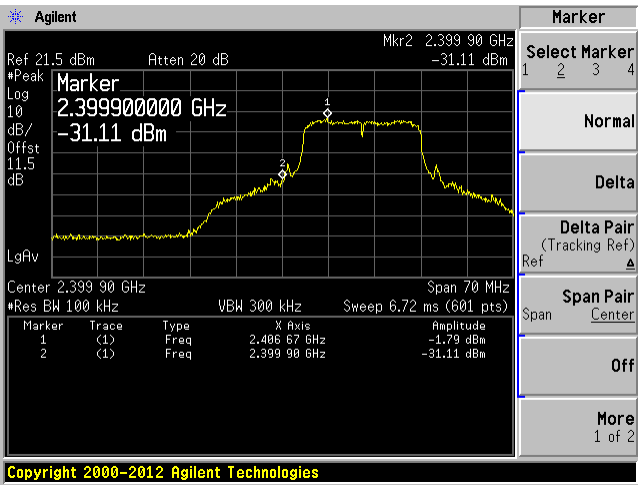 Agilent
Marker
Mkr2 2.399 90 GHz
Ref 21.5 dBm Atten 20 dB -31.11 dBm
#Peak
Log
10
dB/
Offst
11.5
dB
LgAv
Marker
2.399900000 GHz
-31.11 dBm
1
2
Center 2.399 90 GHz Span 70 MHz
#Res BW 100 kHz VBW 300 kHz Sweep 6.72 ms (601 pts)
Marker Trace Type X Axis Amplitude
1 (1) Freq 2.406 67 GHz -1.79 dBm
2 (1) Freq 2.399 90 GHz -31.11 dBm
Select Marker
1 2 3 4
Normal
Delta
Delta Pair
(Tracking Ref)
Ref Δ
Span Pair
Span Center
Off
More
1 of 2
Copyright 2000-2012 Agilent Technologies